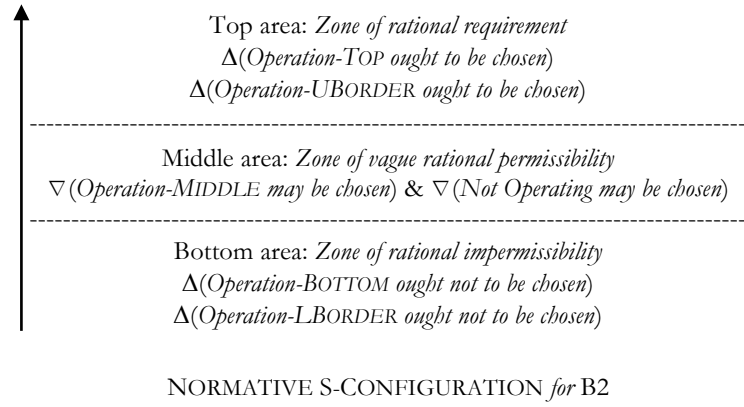 Top area: Zone of rational requirement
Δ(Operation-TOP ought to be chosen)
Δ(Operation-UBORDER ought to be chosen)
Middle area: Zone of vague rational permissibility
∇(Operation-MIDDLE may be chosen) & ∇(Not Operating may be chosen)
Bottom area: Zone of rational impermissibility
Δ(Operation-BOTTOM ought not to be chosen)
Δ(Operation-LBORDER ought not to be chosen)
NORMATIVE S-CONFIGURATION for B2